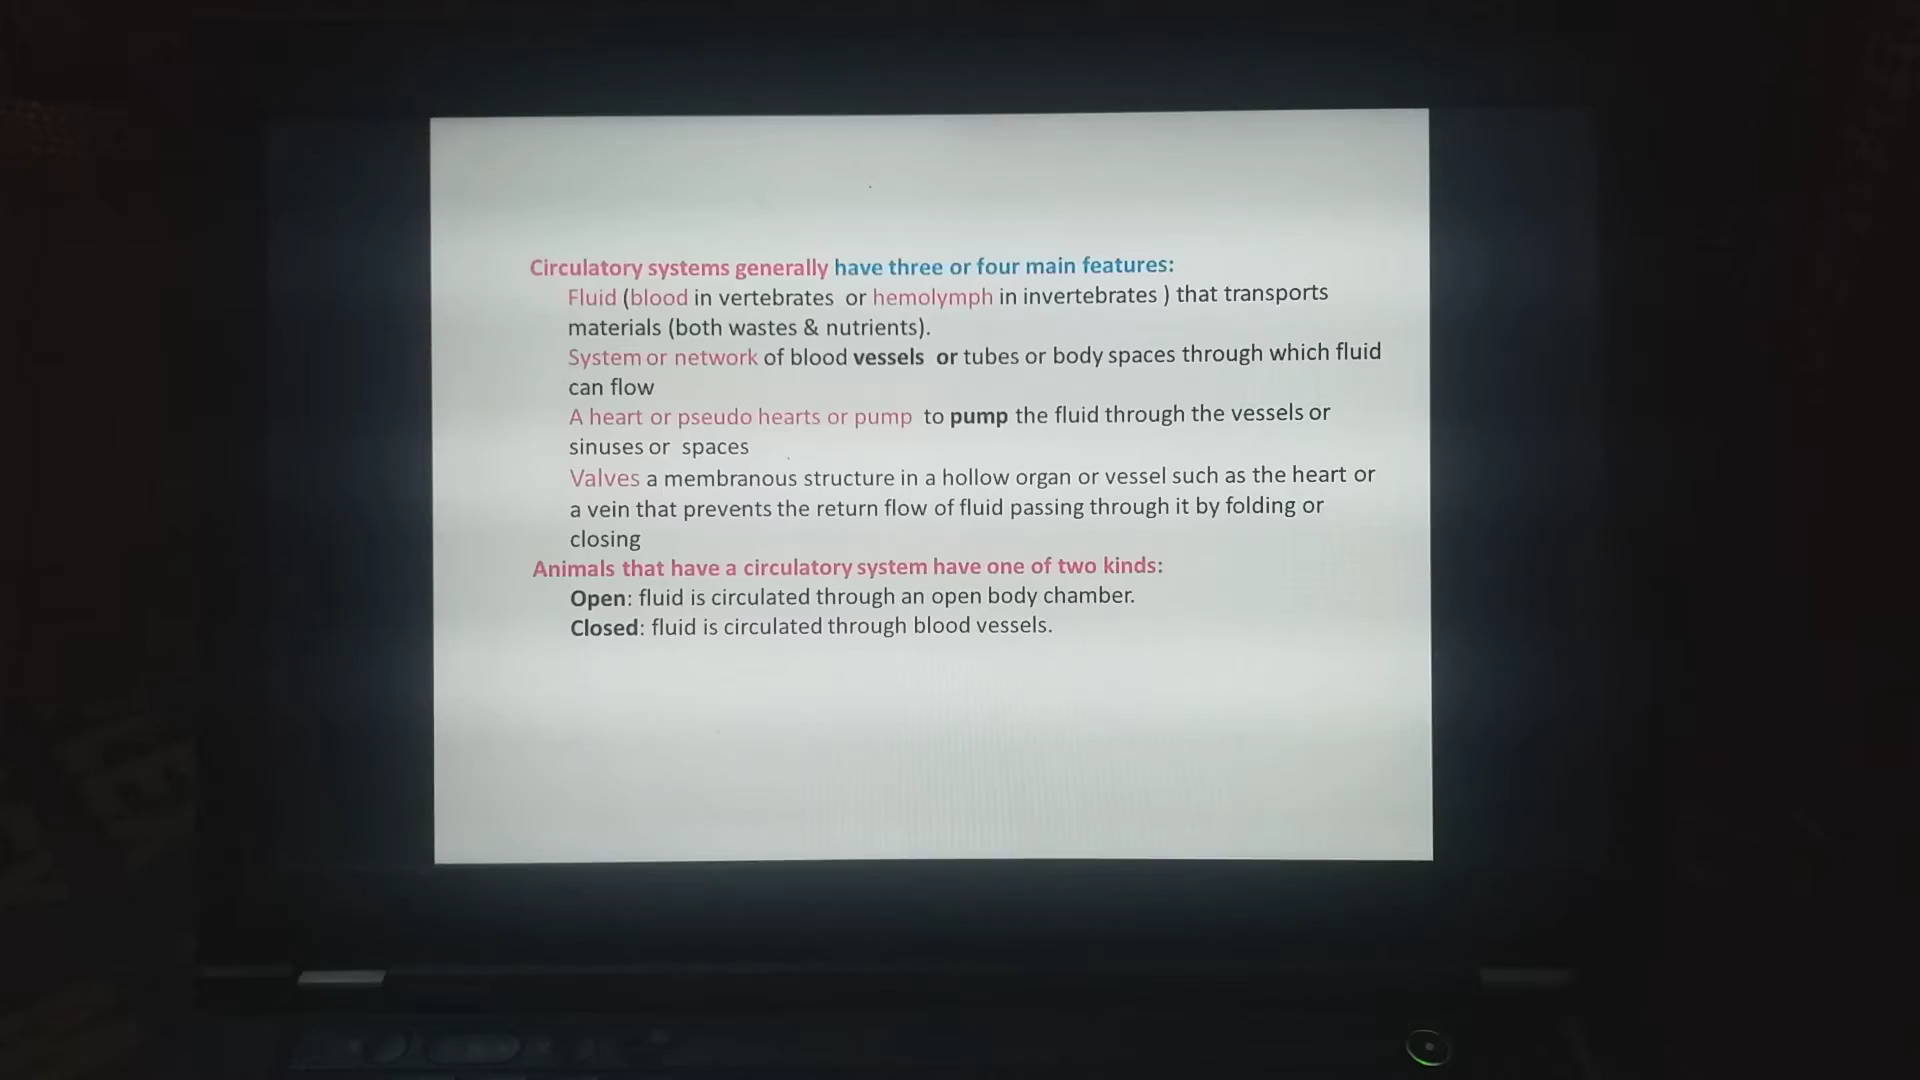 Circulatory systems generally have three or four main features:
Fluid (blood in vertebrates or hemolymph in invertebrates ) that transports
materials (both wastes & nutrients).
System or network of blood vessels or tubes or body spaces through which fluid
can flow
A heart or pseudo hearts or pump to pump the fluid through the vessels or
sinuses or spaces
Valves a membranous structure in a hollow organ or vessel such as the heart or
a vein that prevents the return flow of fluid passing through it by folding or
closing
Animals that have a circulatory system have one of two kinds:
Open: fluid is circulated through an open body chamber.
Closed: fluid is circulated through blood vessels.